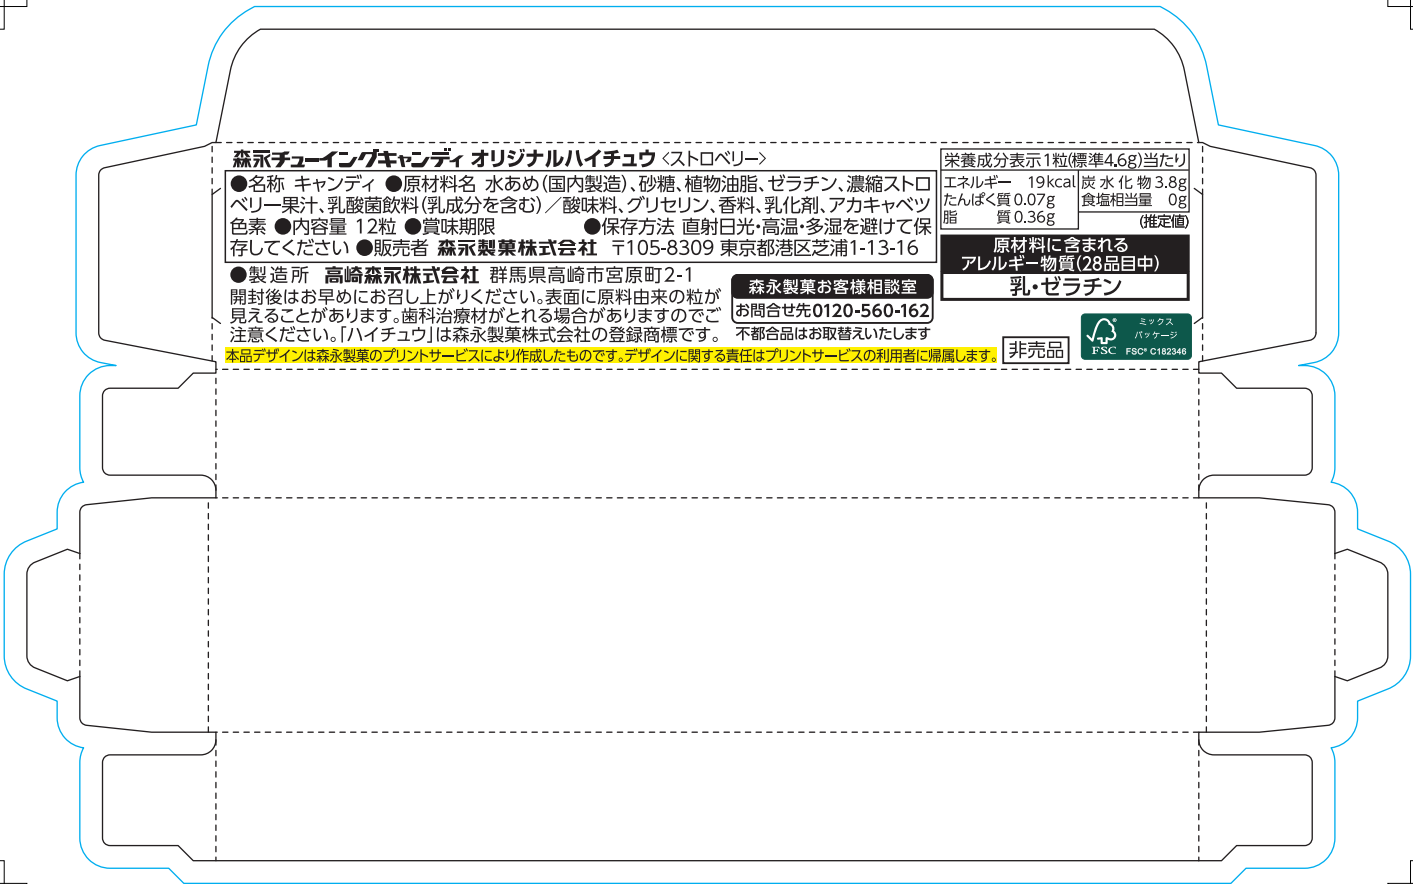 森永チューイングキャンディ オリジナルハイチュウ〈ストロベリー〉
●名称 キャンディ ●原材料名 水あめ(国内製造)、砂糖、植物油脂、ゼラチン、濃縮ストロ
ベリー果汁、乳酸菌飲料(乳成分を含む)／酸味料、グリセリン、香料、乳化剤、アカキャベツ
色素 ●内容量 12粒 ●賞味期限 ●保存方法 直射日光・高温・多湿を避けて保
存してください ●販売者 森永製菓株式会社 〒105-8309 東京都港区芝浦1-13-16
●製造所 高崎森永株式会社 群馬県高崎市宮原町2-1
開封後はお早めにお召し上がりください。表面に原料由来の粒が
見えることがあります。歯科治療材がとれる場合がありますのでご
注意ください。「ハイチュウ」は森永製菓株式会社の登録商標です。
森永製菓お客様相談室
お問合せ先0120-560-162
不都合品はお取替えいたします
本品デザインは森永製菓のプリントサービスにより作成したものです。デザインに関する責任はプリントサービスの利用者に帰属します。
非売品
栄養成分表示1粒(標準4.6g)当たり
エネルギー 19kcal 炭水化物 3.8g
たんぱく質 0.07g 食塩相当量 0g
脂質 0.36g
(推定値)
原材料に含まれる
アレルギー物質(28品目中)
乳・ゼラチン
ミックス
パッケージ
FSC® FSC® C182346